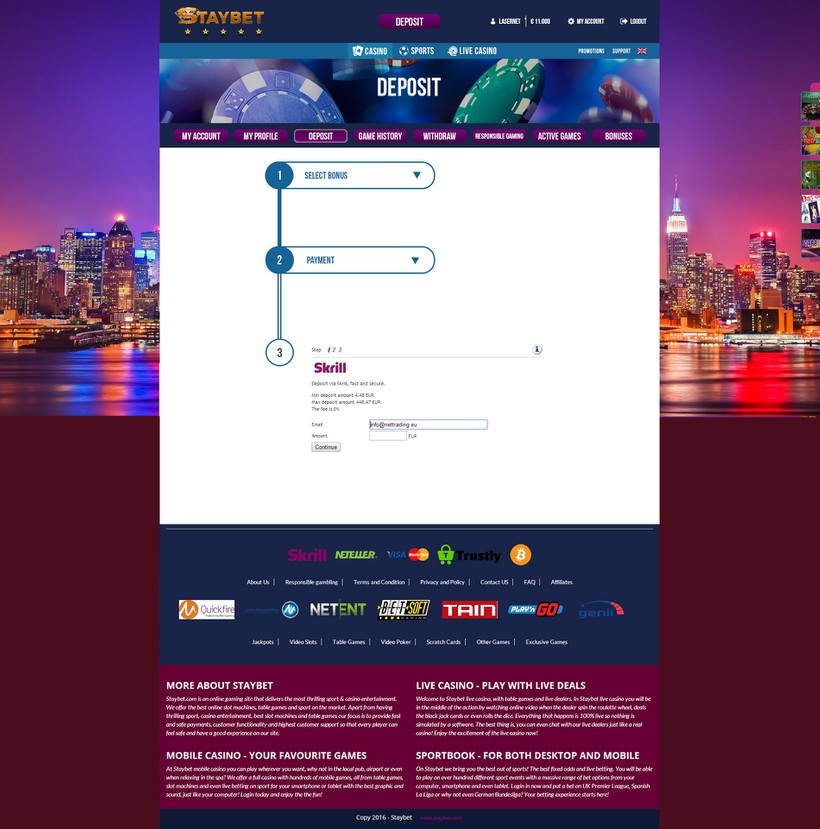 STAYBET
DEPOSIT
LASERNET
€ 11.000
MY ACCOUNT
LOGOUT
CASINO
SPORTS
LIVE CASINO
PROMOTIONS
SUPPORT
DEPOSIT
MY ACCOUNT
MY PROFILE
DEPOSIT
GAME HISTORY
WITHDRAW
RESPONSIBLE GAMING
ACTIVE GAMES
BONUSES
1 SELECT BONUS
2 PAYMENT
3
Step 1 2 3
Skrill
Deposit via Skrill, fast and secure.
Min deposit amount 4.48 EUR
Max deposit amount 448.47 EUR
The fee is 0%
Email info@nettrading.eu
Amount EUR
Continue
Skrill NETELLER VISA MasterCard Trustly
About Us | Responsible gambling | Terms and Condition | Privacy and Policy | Contact US | FAQ | Affiliates
Quickfire NETENT BETSOFT GAMING TAIN PLAY'N GO genii
Jackpots | Video Slots | Table Games | Video Poker | Scratch Cards | Other Games | Exclusive Games
MORE ABOUT STAYBET
Staybet.com is an online gaming site that delivers the most thrilling sport & casino entertainment.
We offer the best online slot machines, table games and sport on the market. Apart from having
thrilling sport, casino entertainment, best slot machines and table games our focus is to provide fast
and safe payments, customer functionality and highest customer support so that every player can
feel safe and have a good experience on our site.
LIVE CASINO - PLAY WITH LIVE DEALS
Welcome to Staybet live casino, with table games and live dealers. In Staybet live casino you will be
in the middle of the action by watching online video when the dealer spin the roulette wheel, deals
the black jack cards or even rolls the dice. Everything that happens is 100% live so nothing is
simulated by a software. The best thing is, you can even chat with our live dealers just like in a real
casino! Enjoy the excitement of the live casino now!
MOBILE CASINO - YOUR FAVOURITE GAMES
At Staybet mobile casino you can play wherever you want, why not in the local pub, airport or even
when relaxing in the spa? We offer a full casino with hundreds of mobile games, all from table games,
slot machines and even live betting on sport for your smartphone or tablet with the best graphic and
sound, just like your computer! Login today and enjoy the the fun!
SPORTBOOK - FOR BOTH DESKTOP AND MOBILE
On Staybet we bring you the best out of sports! The best fixed odds and live betting. You will be able
to play on over hundred different sport events with a massive range of bet options from your
computer, smartphone and even tablet. Login in now and put a bet on UK Premier League, Spanish
La Liga or why not even German Bundesliga? Your betting experience starts here!
Copy 2016 - Staybet www.staybet.com